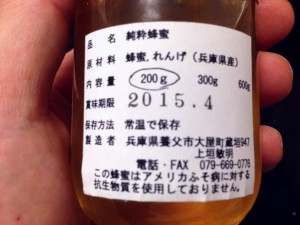 品名 純粋蜂蜜
原材料 蜂蜜,れんげ(兵庫県産)
内容量 200g 300g 600g
賞味期限 2015.4
保存方法 常温で保存
製造者 兵庫県養父市大屋町蔵垣947
上垣敏明
電話・FAX 079-669-0776
この蜂蜜はアメリカふそ病に対する
抗生物質を使用しておりません。